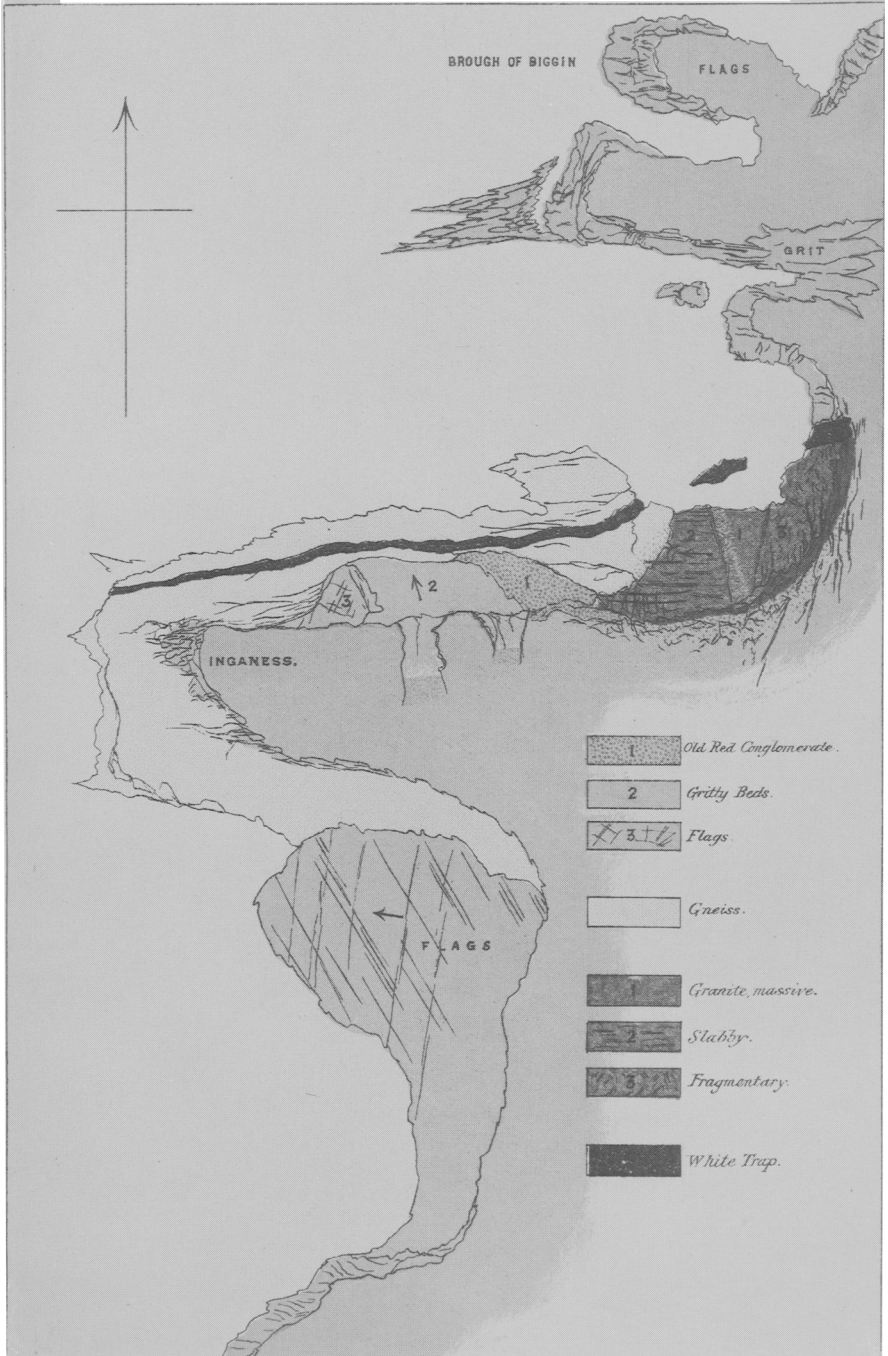 BROUGH OF BIGGIN
FLAGS
GRIT
2
1
3
3
2
1
INGANESS.
1 Old Red Conglomerate.
2 Gritty Beds.
3 Flags
Gneiss.
FLAGS
1 Granite, massive.
2 Slabby.
3 Fragmentary.
White Trap.